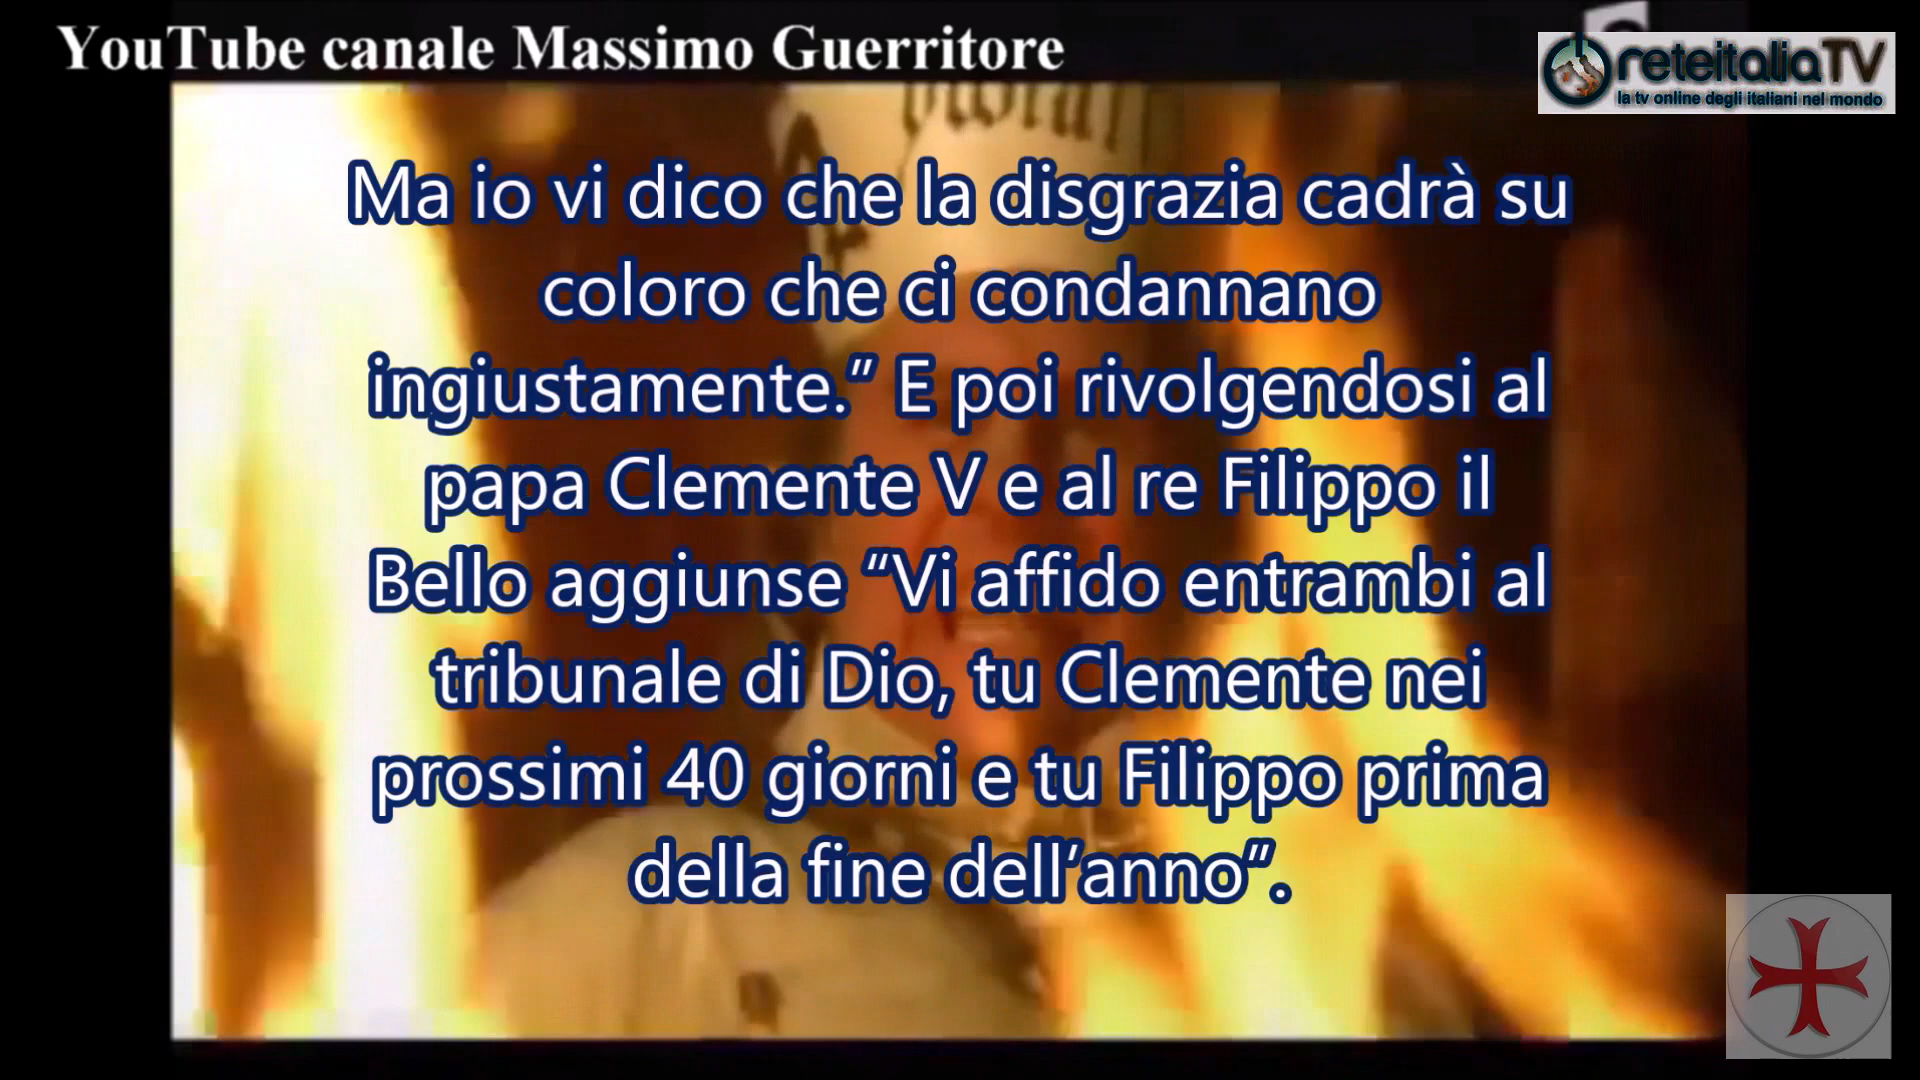 YouTube canale Massimo Guerritore
reteitaliaTV
la tv online degli italiani nel mondo
Ma io vi dico che la disgrazia cadrà su
coloro che ci condannano
ingiustamente.” E poi rivolgendosi al
papa Clemente V e al re Filippo il
Bello aggiunse “Vi affido entrambi al
tribunale di Dio, tu Clemente nei
prossimi 40 giorni e tu Filippo prima
della fine dell’anno”.